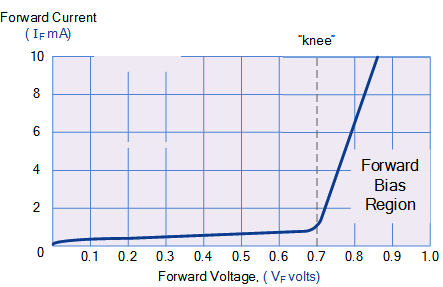 Forward Current
( IF mA)
"knee"
10
8
6
4
2
0
Forward
Bias
Region
0.1 0.2 0.3 0.4 0.5 0.6 0.7 0.8 0.9 1.0
Forward Voltage, ( VF volts)